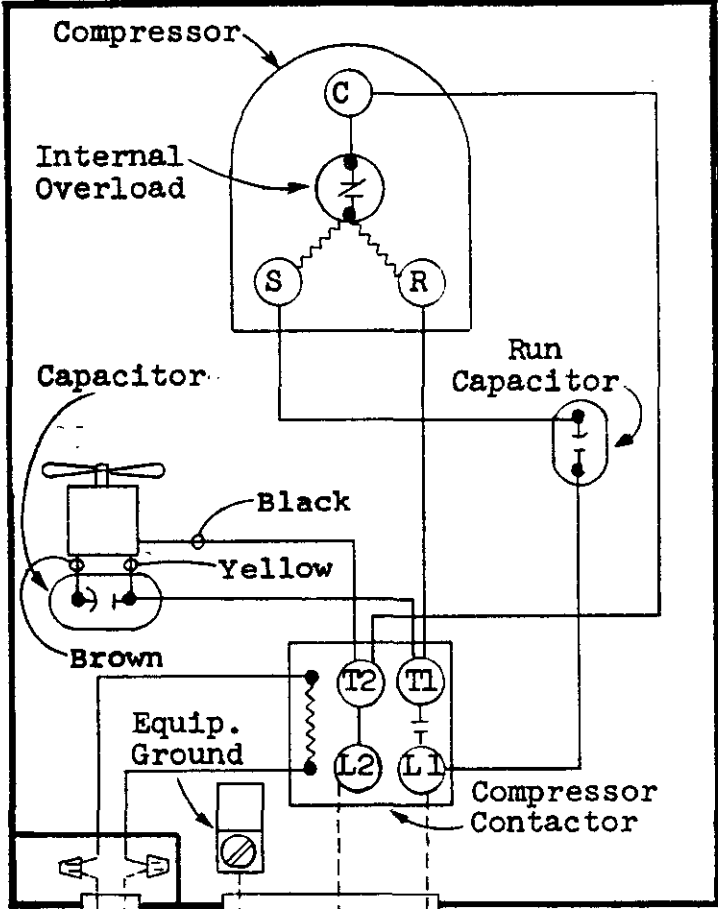 Compressor
C
Internal
Overload
S
R
Run
Capacitor
Capacitor
Black
Yellow
Brown
T2
T1
Equip.
Ground
L2
L1
Compressor
Contactor